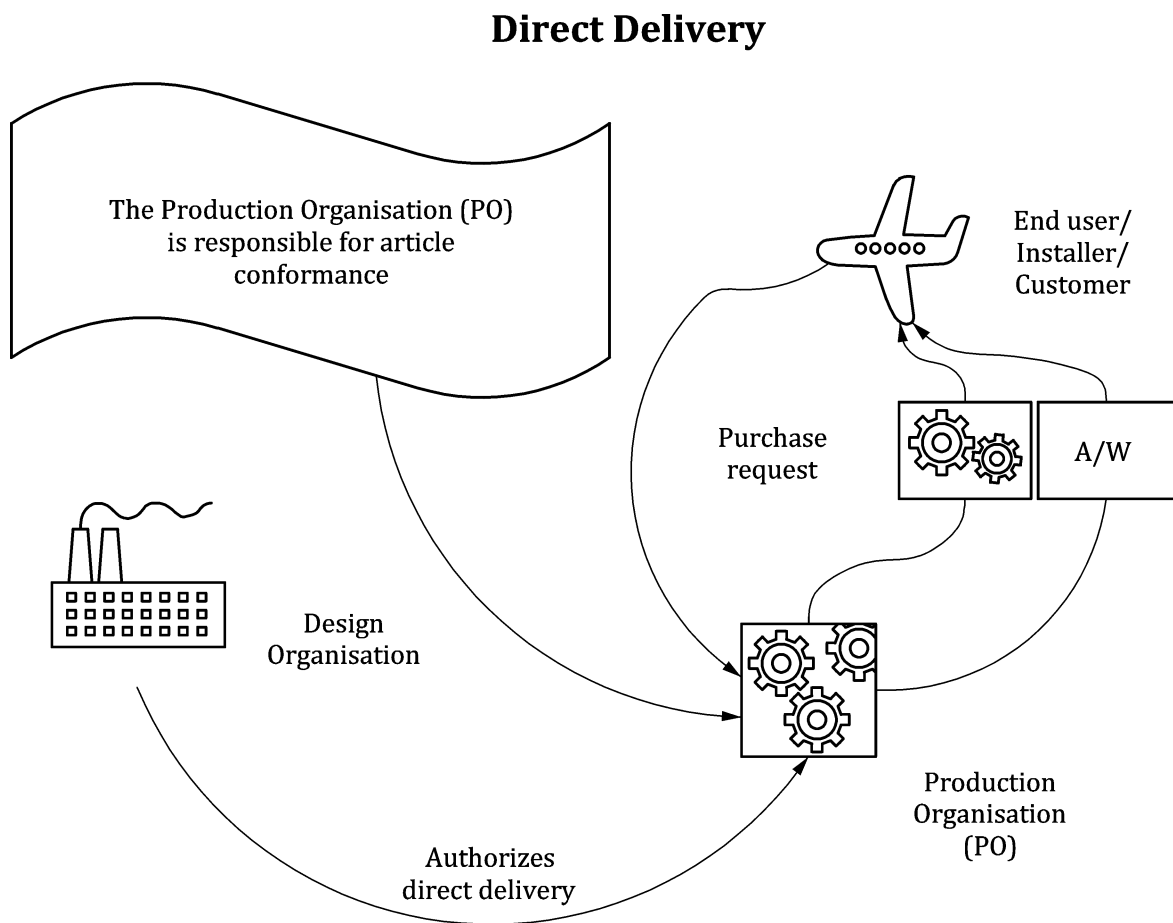 Direct Delivery
The Production Organisation (PO)
is responsible for article
conformance
End user/
Installer/
Customer
Purchase
request
A/W
Design
Organisation
Production
Organisation
(PO)
Authorizes
direct delivery